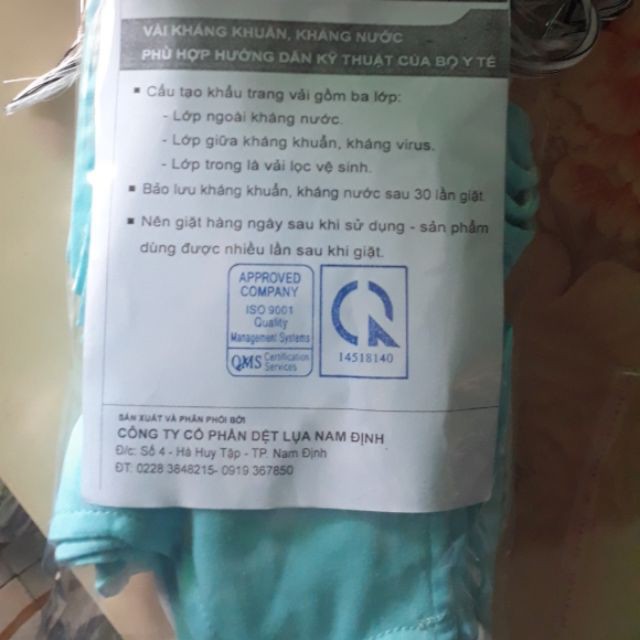 VẢI KHÁNG KHUẨN, KHÁNG NƯỚC
PHÙ HỢP HƯỚNG DẪN KỸ THUẬT CỦA BỘ Y TẾ
▪ Cấu tạo khẩu trang vải gồm ba lớp:
- Lớp ngoài kháng nước.
- Lớp giữa kháng khuẩn, kháng virus.
- Lớp trong là vải lọc vệ sinh.
▪ Bảo lưu kháng khuẩn, kháng nước sau 30 lần giặt
▪ Nên giặt hàng ngày sau khi sử dụng - sản phẩm
dùng được nhiều lần sau khi giặt.
APPROVED
COMPANY
ISO 9001
Quality
Management Systems
QMS Certification
Services
14518140
SẢN XUẤT VÀ PHÂN PHỐI BỞI
CÔNG TY CỔ PHẦN DỆT LỤA NAM ĐỊNH
Đ/c: Số 4 - Hà Huy Tập - TP. Nam Định
ĐT: 0228 3848215- 0919 367850